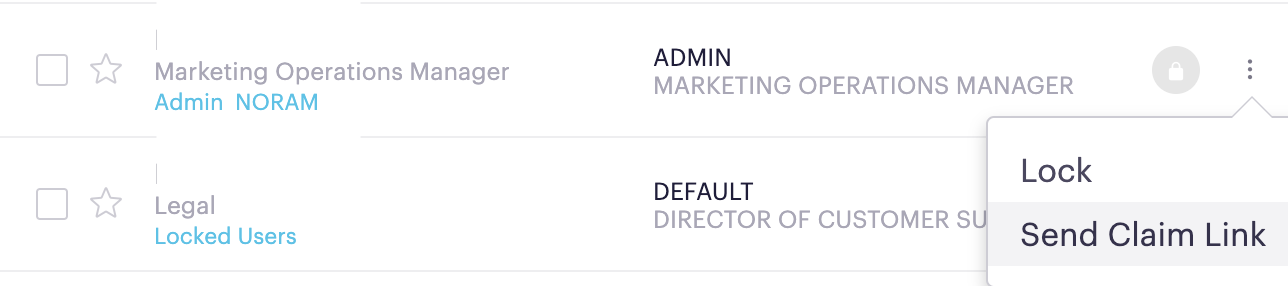 Marketing Operations Manager
Admin NORAM
ADMIN
MARKETING OPERATIONS MANAGER
Legal
Locked Users
DEFAULT
DIRECTOR OF CUSTOMER SU
Lock
Send Claim Link